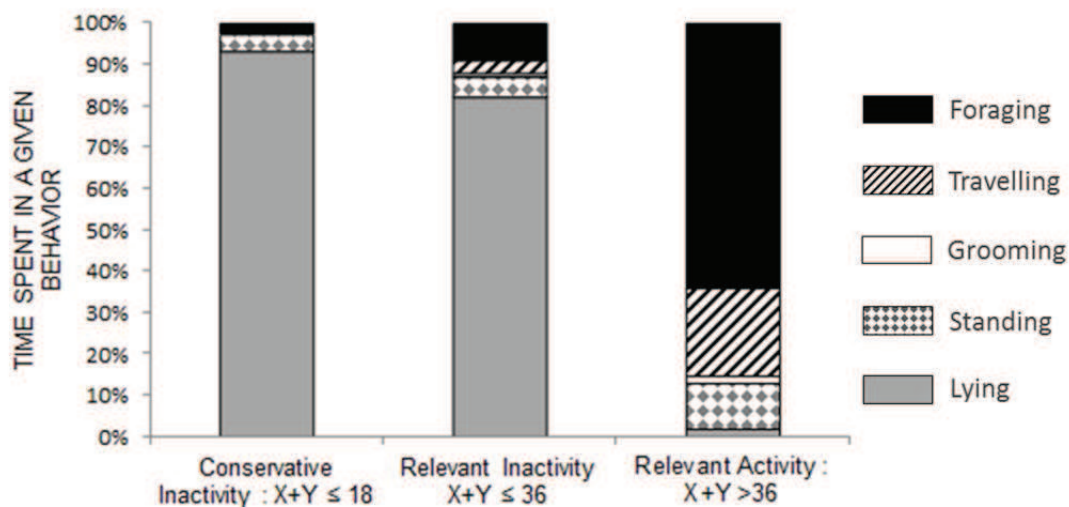 TIME SPENT IN A GIVEN
BEHAVIOR
100%
90%
80%
70%
60%
50%
40%
30%
20%
10%
0%
Conservative
Inactivity : X+Y ≤ 18
Relevant Inactivity
X+Y ≤ 36
Relevant Activity :
X+Y >36
Foraging
Travelling
Grooming
Standing
Lying